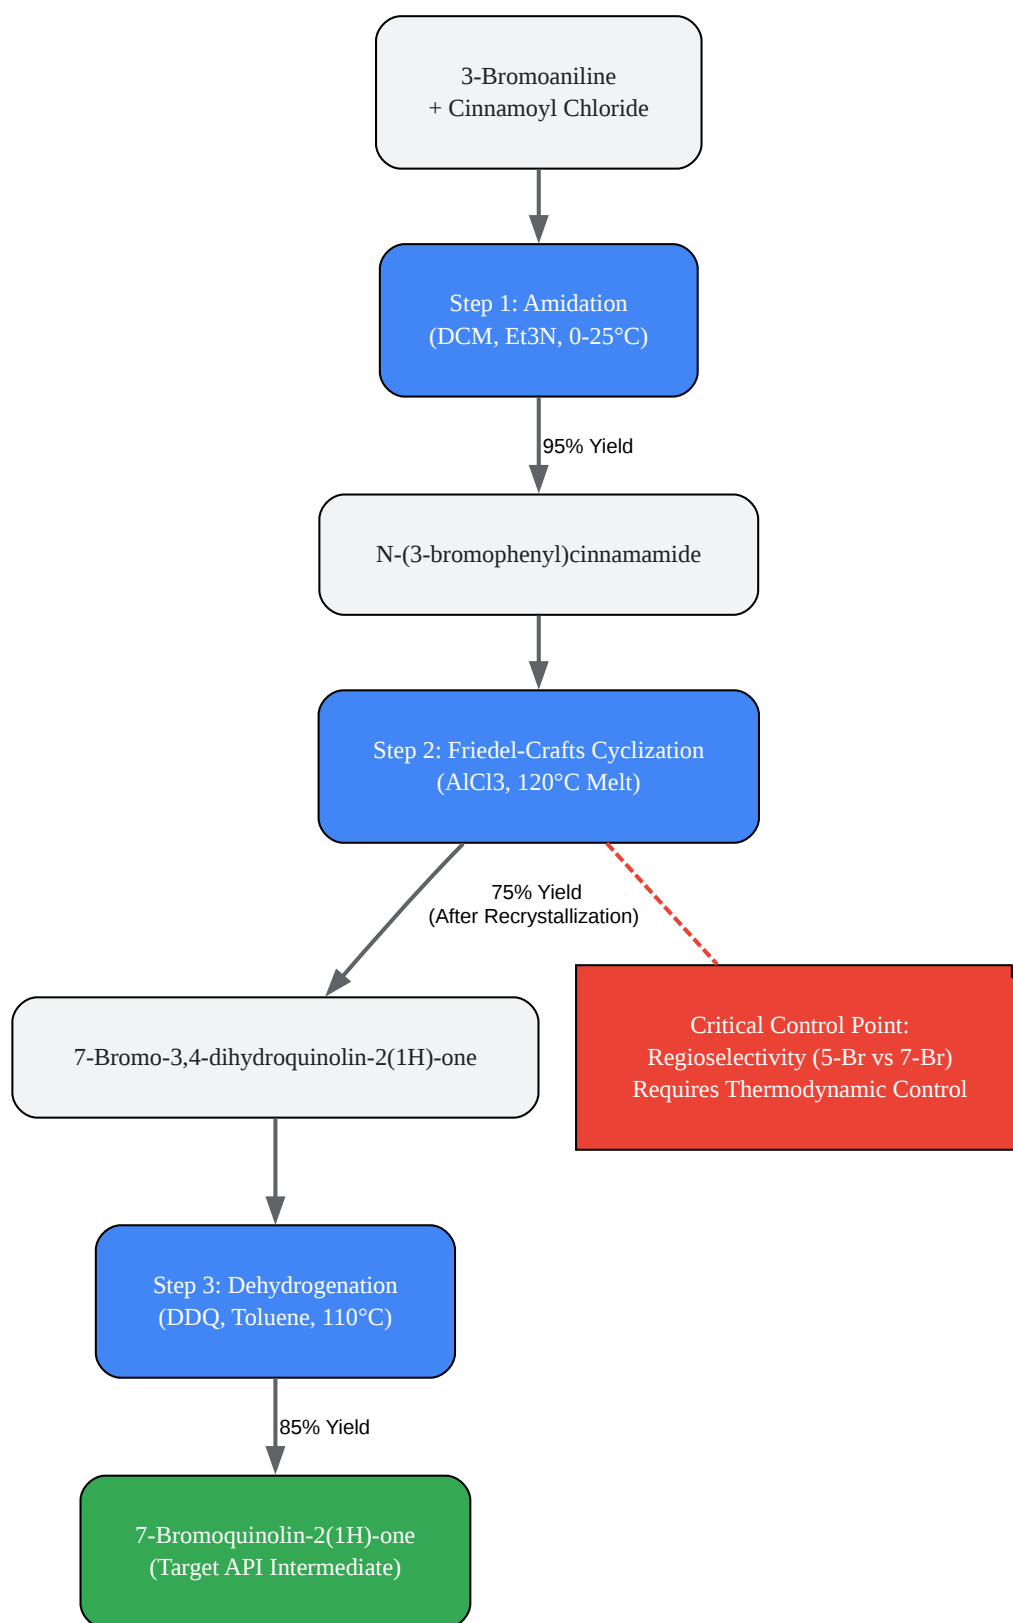 3-Bromoaniline
+ Cinnamoyl Chloride
Step 1: Amidation
(DCM, Et3N, 0-25°C)
95% Yield
N-(3-bromophenyl)cinnamamide
Step 2: Friedel-Crafts Cyclization
(AlCl3, 120°C Melt)
75% Yield
(After Recrystallization)
7-Bromo-3,4-dihydroquinolin-2(1H)-one
Critical Control Point:
Regioselectivity (5-Br vs 7-Br)
Requires Thermodynamic Control
Step 3: Dehydrogenation
(DDQ, Toluene, 110°C)
85% Yield
7-Bromoquinolin-2(1H)-one
(Target API Intermediate)